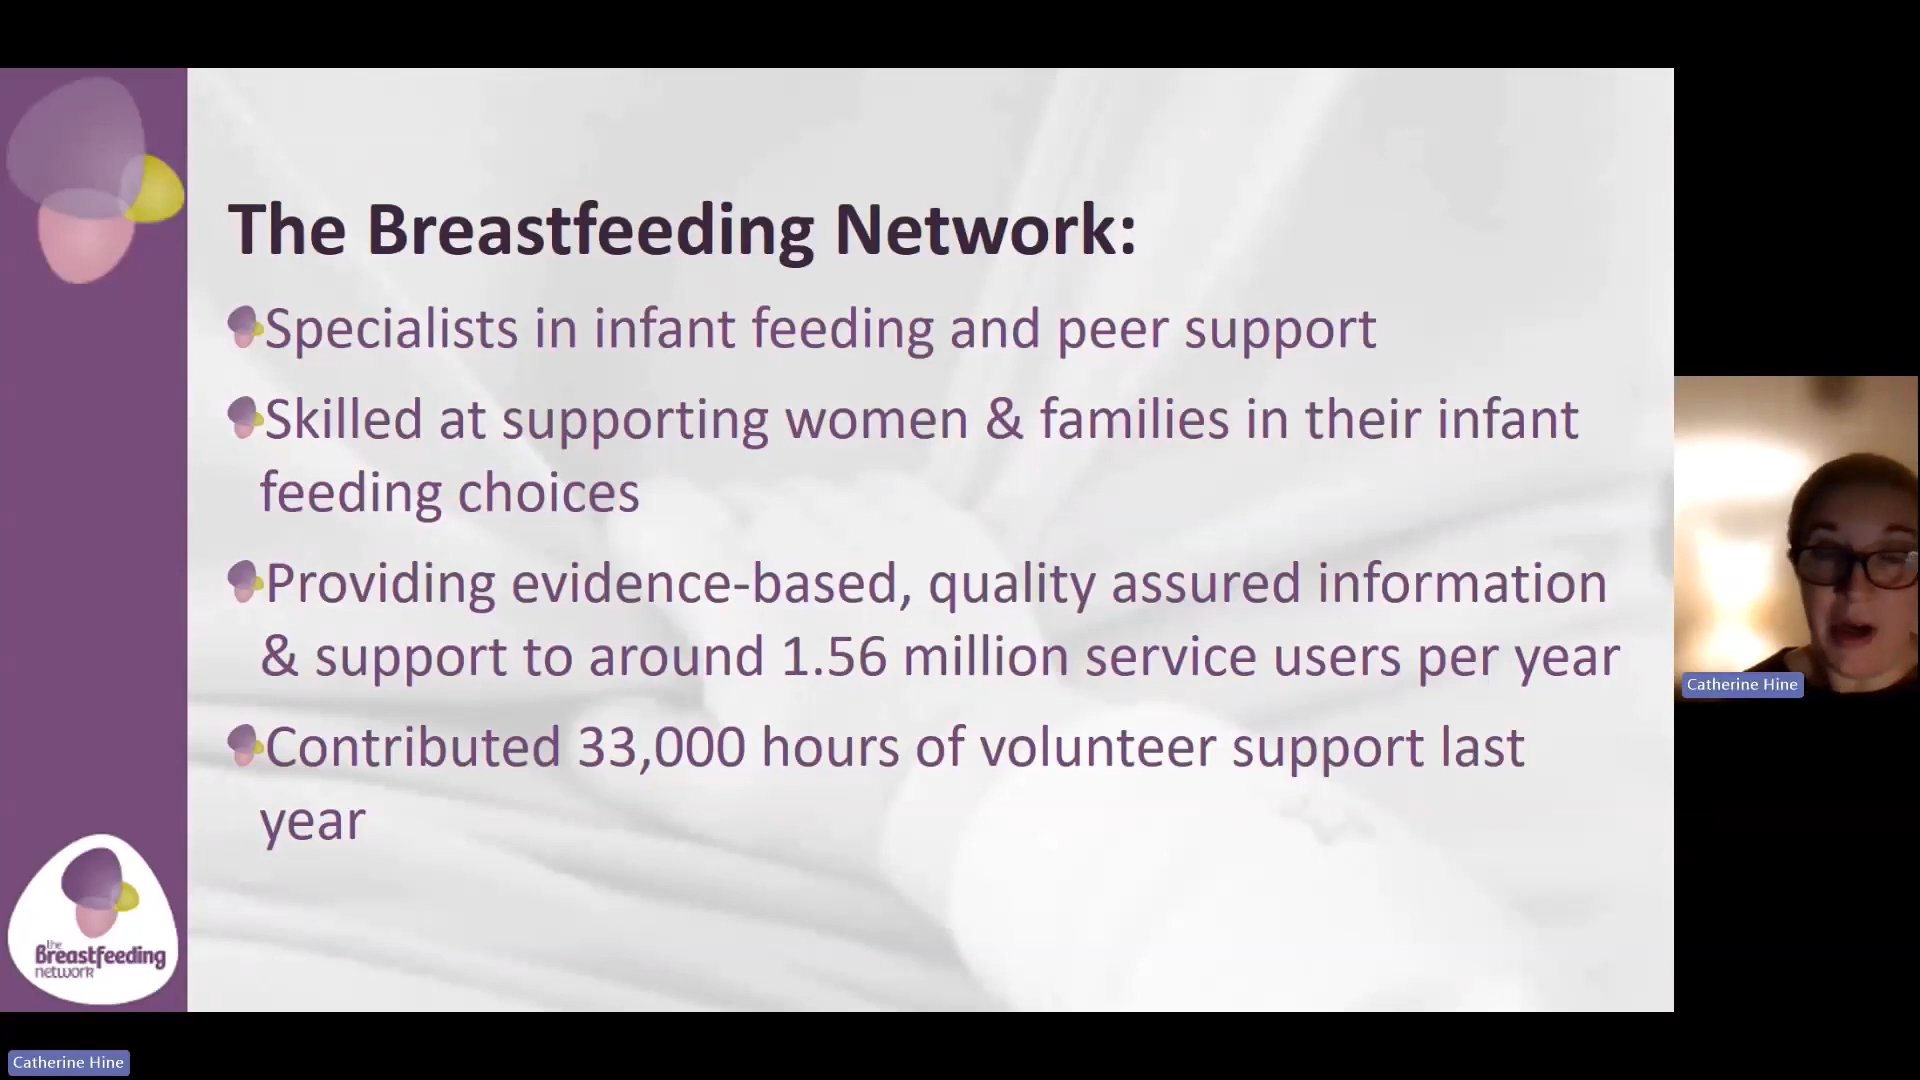 The Breastfeeding Network:
Specialists in infant feeding and peer support
Skilled at supporting women & families in their infant
feeding choices
Providing evidence-based, quality assured information
& support to around 1.56 million service users per year
Contributed 33,000 hours of volunteer support last
year
the
Breastfeeding
network
Catherine Hine
Catherine Hine